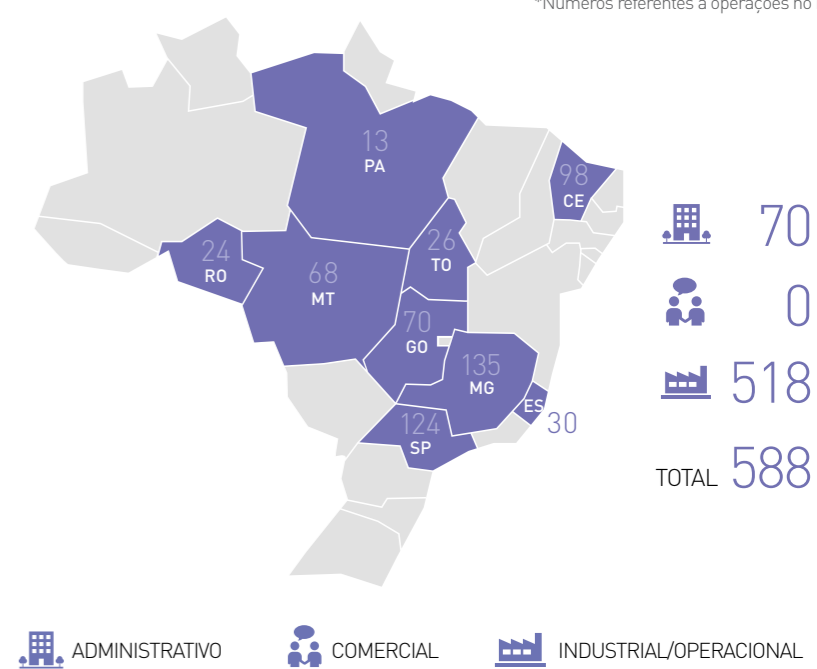 *Números referentes a operações no
13
PA
98
CE
24
RO
68
MT
26
TO
70
GO
135
MG
ES
30
124
SP
70
0
518
TOTAL 588
ADMINISTRATIVO COMERCIAL INDUSTRIAL/OPERACIONAL